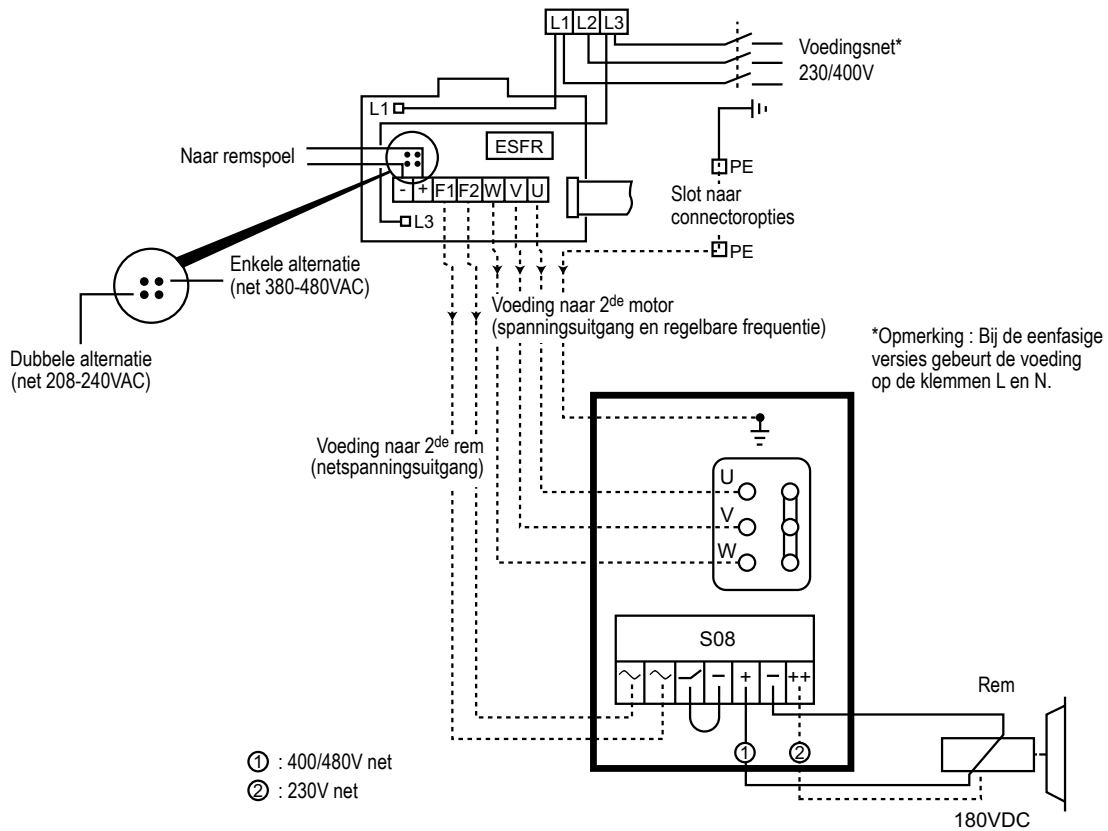 L1 L2 L3
Voedingsnet*
230/400V
L1
ESFR
Naar remspoel
- + F1 F2 W V U
L3
PE
Slot naar
connectoropties
PE
Enkele alternatie
(net 380-480VAC)
Dubbele alternatie
(net 208-240VAC)
Voeding naar 2de motor
(spanningsuitgang en regelbare frequentie)
*Opmerking : Bij de eenfasige
versies gebeurt de voeding
op de klemmen L en N.
Voeding naar 2de rem
(netspanningsuitgang)
U
V
W
S08
~ ~ − + − ++
Rem
① ②
① : 400/480V net
② : 230V net
180VDC